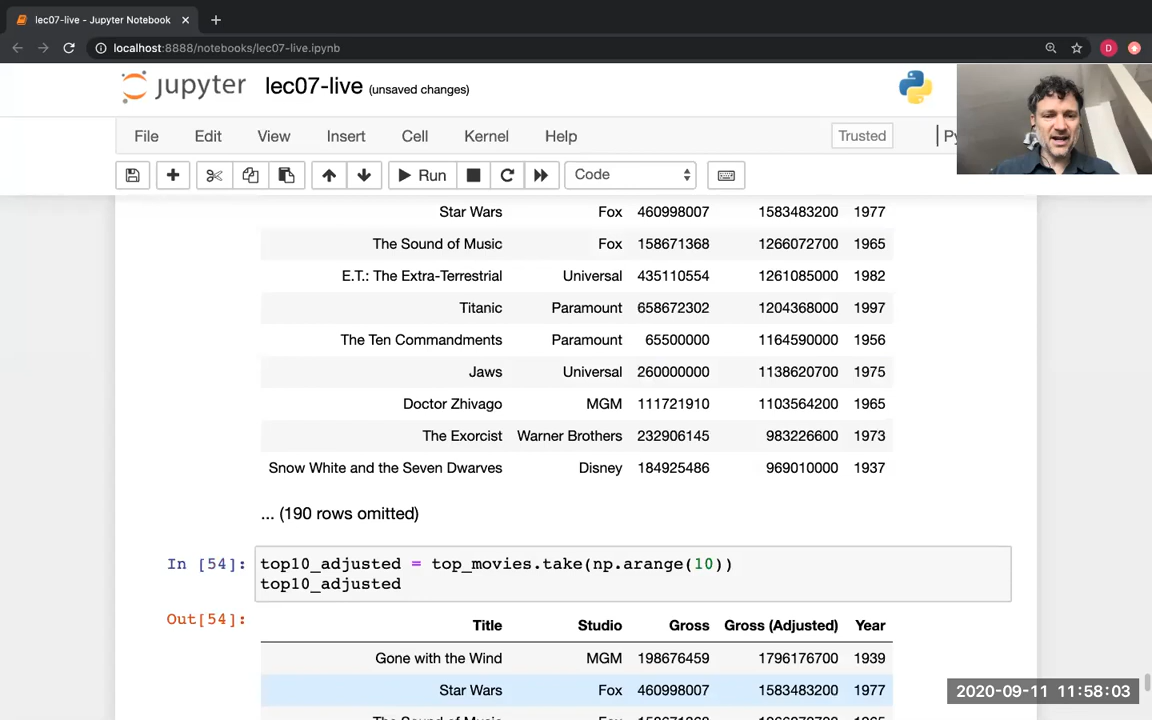 lec07-live - Jupyter Notebook
localhost:8888/notebooks/lec07-live.ipynb
D
jupyter lec07-live (unsaved changes)
File Edit View Insert Cell Kernel Help Trusted Py
Run Code
Star Wars Fox 460998007 1583483200 1977
The Sound of Music Fox 158671368 1266072700 1965
E.T.: The Extra-Terrestrial Universal 435110554 1261085000 1982
Titanic Paramount 658672302 1204368000 1997
The Ten Commandments Paramount 65500000 1164590000 1956
Jaws Universal 260000000 1138620700 1975
Doctor Zhivago MGM 111721910 1103564200 1965
The Exorcist Warner Brothers 232906145 983226600 1973
Snow White and the Seven Dwarves Disney 184925486 969010000 1937
... (190 rows omitted)
In [54]: top10_adjusted = top_movies.take(np.arange(10))
top10_adjusted
Out[54]: Title Studio Gross Gross (Adjusted) Year
Gone with the Wind MGM 198676459 1796176700 1939
Star Wars Fox 460998007 1583483200 1977
2020-09-11 11:58:03